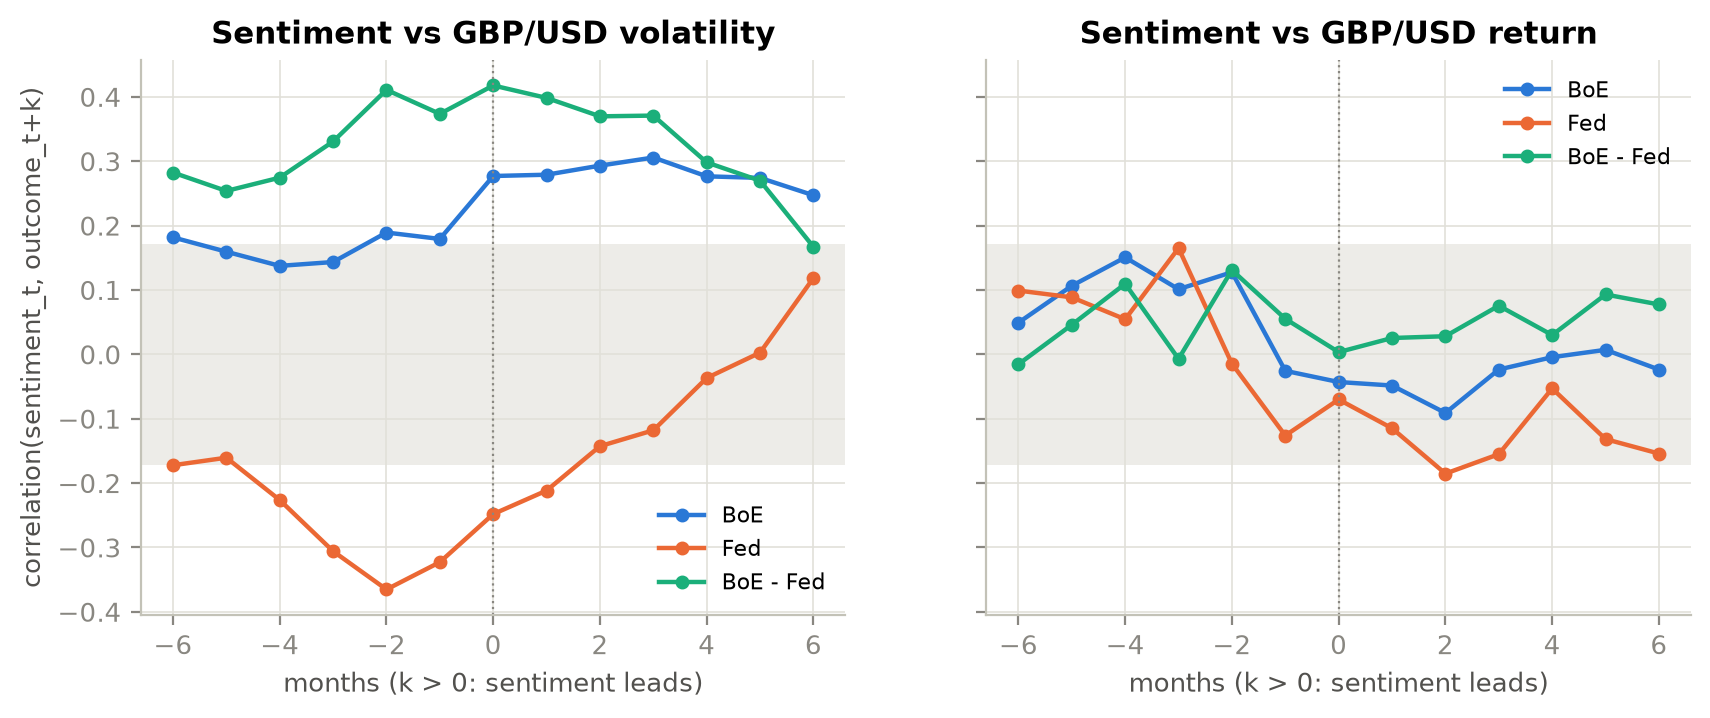 Sentiment vs GBP/USD volatility
correlation(sentiment_t, outcome_t+k)
0.4
0.3
0.2
0.1
0.0
−0.1
−0.2
−0.3
−0.4
BoE
Fed
BoE - Fed
−6 −4 −2 0 2 4 6
months (k > 0: sentiment leads)
Sentiment vs GBP/USD return
BoE
Fed
BoE - Fed
−6 −4 −2 0 2 4 6
months (k > 0: sentiment leads)